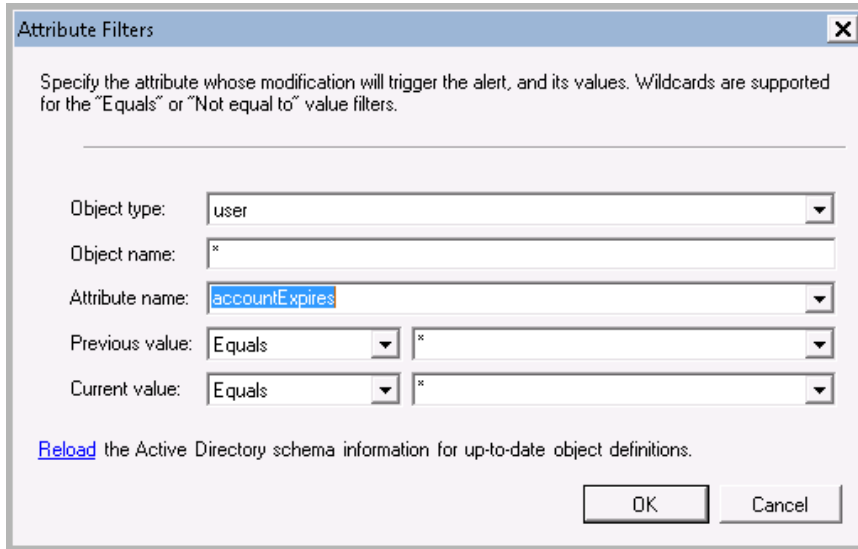 Attribute Filters
Specify the attribute whose modification will trigger the alert, and its values. Wildcards are supported
for the "Equals" or "Not equal to" value filters.
Object type: user
Object name: *
Attribute name: accountExpires
Previous value: Equals *
Current value: Equals *
Reload the Active Directory schema information for up-to-date object definitions.
OK Cancel